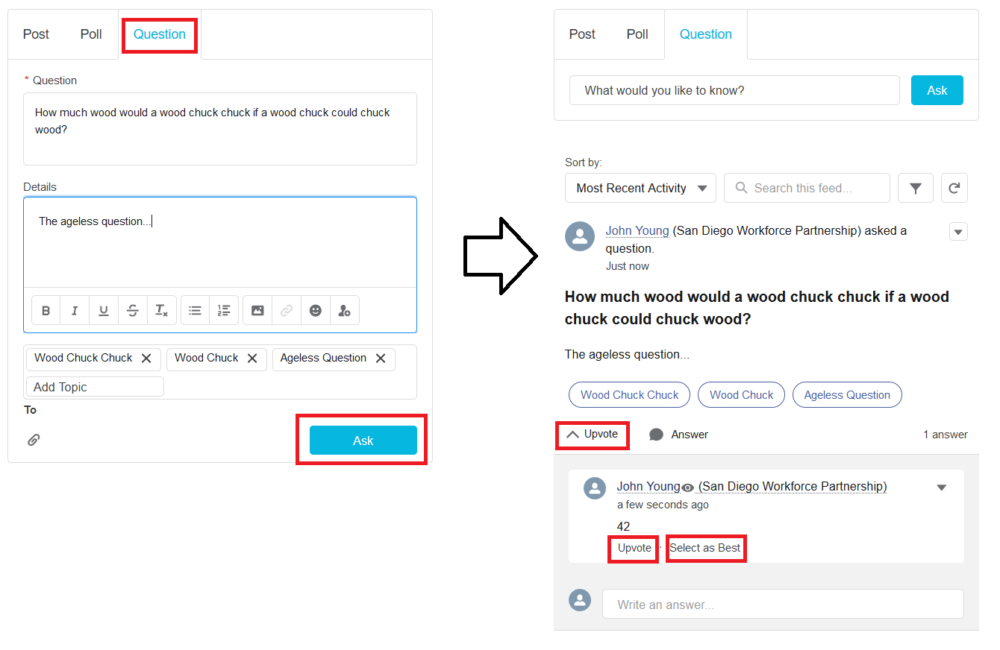 Post Poll Question
* Question
How much wood would a wood chuck chuck if a wood chuck could chuck
wood?
Details
The ageless question...
B I U S Tx
Wood Chuck Chuck Wood Chuck Ageless Question
Add Topic
To
Ask
Post Poll Question
What would you like to know? Ask
Sort by:
Most Recent Activity Search this feed...
John Young (San Diego Workforce Partnership) asked a
question.
Just now
How much wood would a wood chuck chuck if a wood
chuck could chuck wood?
The ageless question...
Wood Chuck Chuck Wood Chuck Ageless Question
Upvote Answer 1 answer
John Young (San Diego Workforce Partnership)
a few seconds ago
42
Upvote · Select as Best
Write an answer...